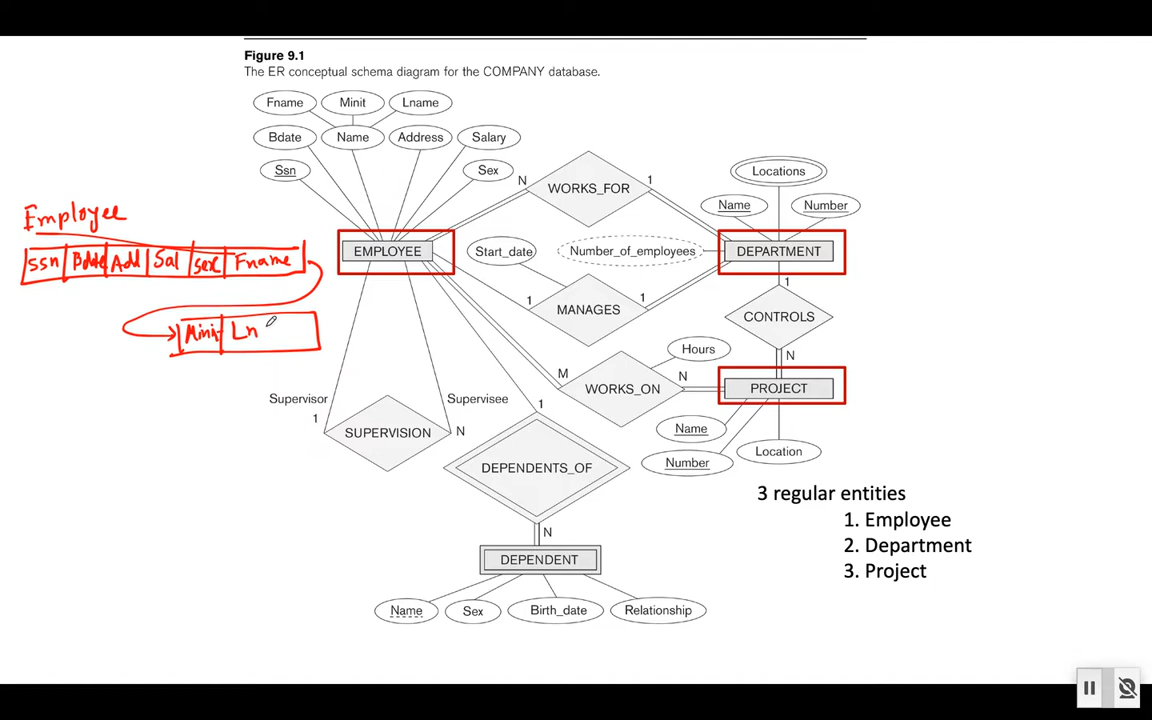 Figure 9.1
The ER conceptual schema diagram for the COMPANY database.
Fname Minit Lname
Bdate Name Address Salary
Ssn Sex
Locations
Name Number
N WORKS_FOR 1
Employee
Ssn Bdate Add Sal Sex Fname
EMPLOYEE
Start_date Number_of_employees DEPARTMENT
1 MANAGES 1
1
CONTROLS
N
Minit Ln
Hours
M WORKS_ON N PROJECT
Supervisor Supervisee
1 SUPERVISION N
1
Name
Number Location
DEPENDENTS_OF
N
DEPENDENT
Name Sex Birth_date Relationship
3 regular entities
1. Employee
2. Department
3. Project